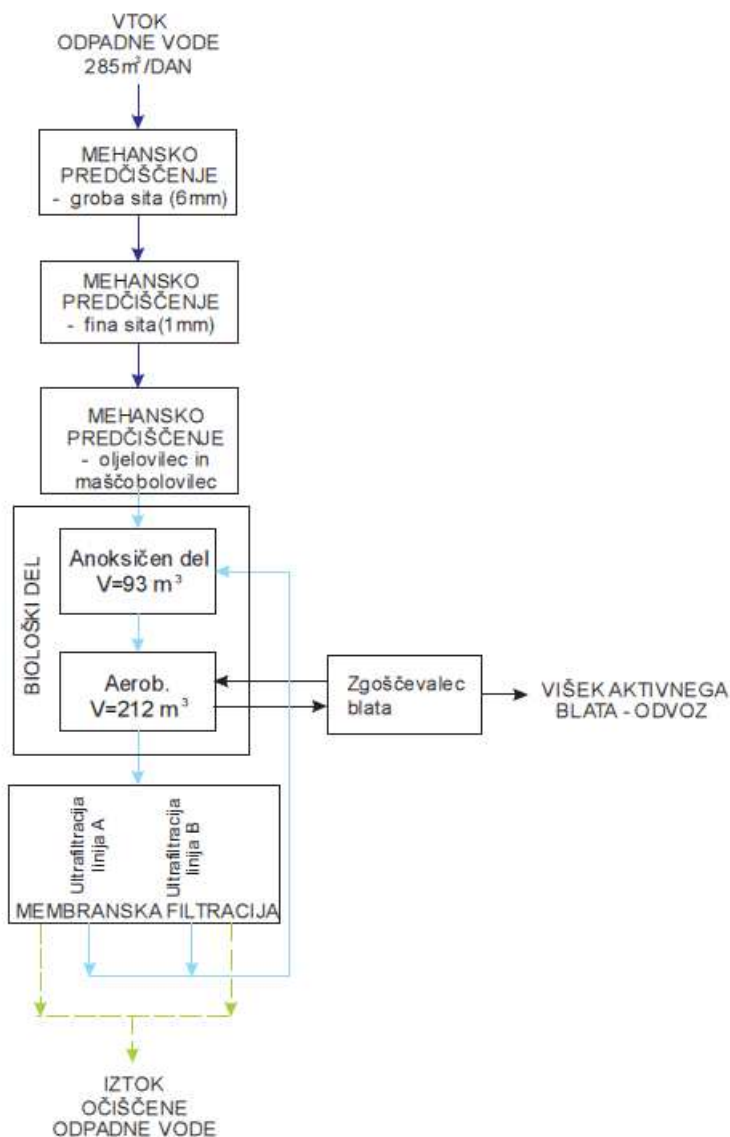 VTOK
ODPADNE VODE
285m³/DAN
MEHANSKO
PREDČIŠČENJE
- groba sita (6mm)
MEHANSKO
PREDČIŠČENJE
- fina sita(1mm)
MEHANSKO
PREDČIŠČENJE
- oljelovilec in
maščobolovilec
BIOLOŠKI DEL
Anoksičen del
V=93 m³
Aerob.
V=212 m³
Zgoščevalec
blata
VIŠEK AKTIVNEGA
BLATA - ODVOZ
Ultrafiltracija
linija A
Ultrafiltracija
linija B
MEMBRANSKA FILTRACIJA
IZTOK
OČIŠČENE
ODPADNE VODE